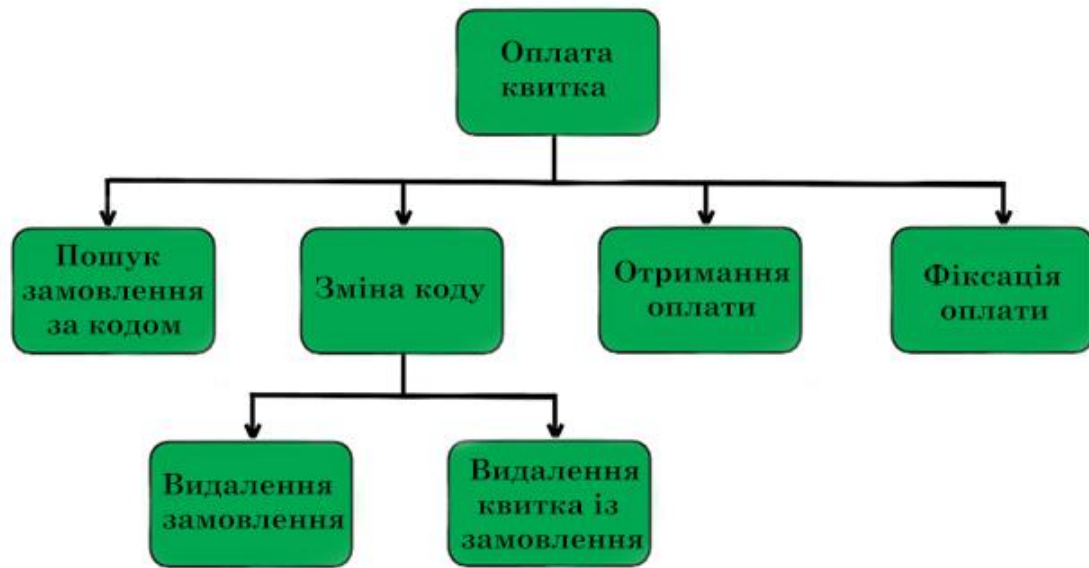 Оплата
квитка
Пошук
замовлення
за кодом
Зміна коду
Отримання
оплати
Фіксація
оплати
Видалення
замовлення
Видалення
квитка із
замовлення